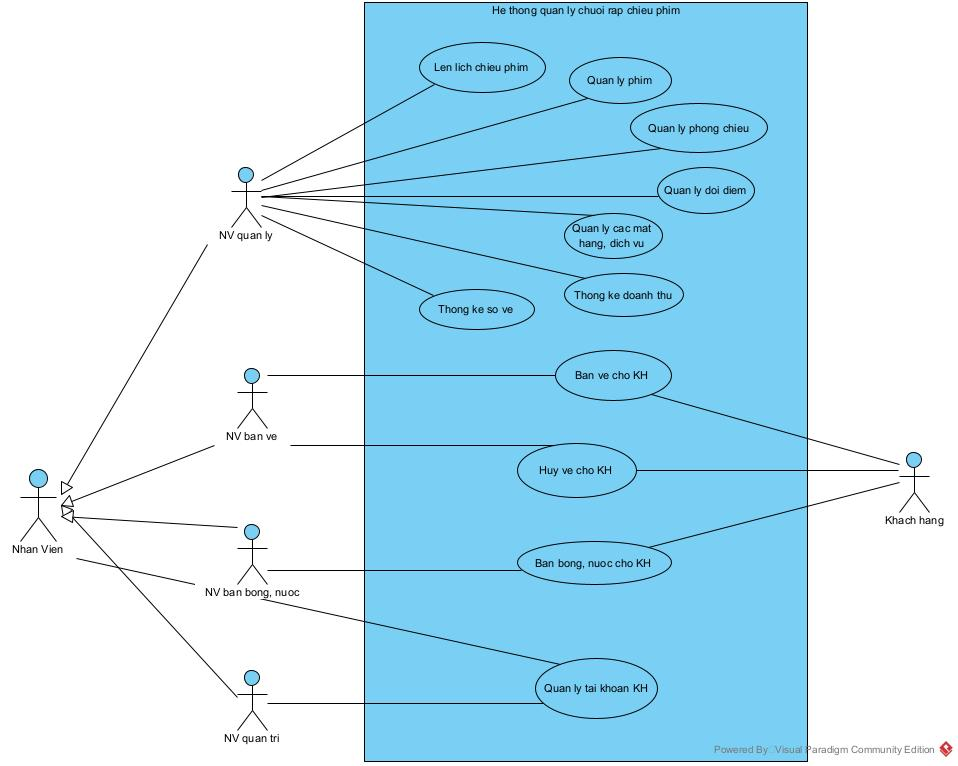 He thong quan ly chuoi rap chieu phim
Len lich chieu phim
Quan ly phim
Quan ly phong chieu
Quan ly doi diem
NV quan ly
Quan ly cac mat
hang, dich vu
Thong ke doanh thu
Thong ke so ve
Ban ve cho KH
NV ban ve
Huy ve cho KH
Khach hang
Nhan Vien
Ban bong, nuoc cho KH
NV ban bong, nuoc
Quan ly tai khoan KH
NV quan tri
Powered By Visual Paradigm Community Edition